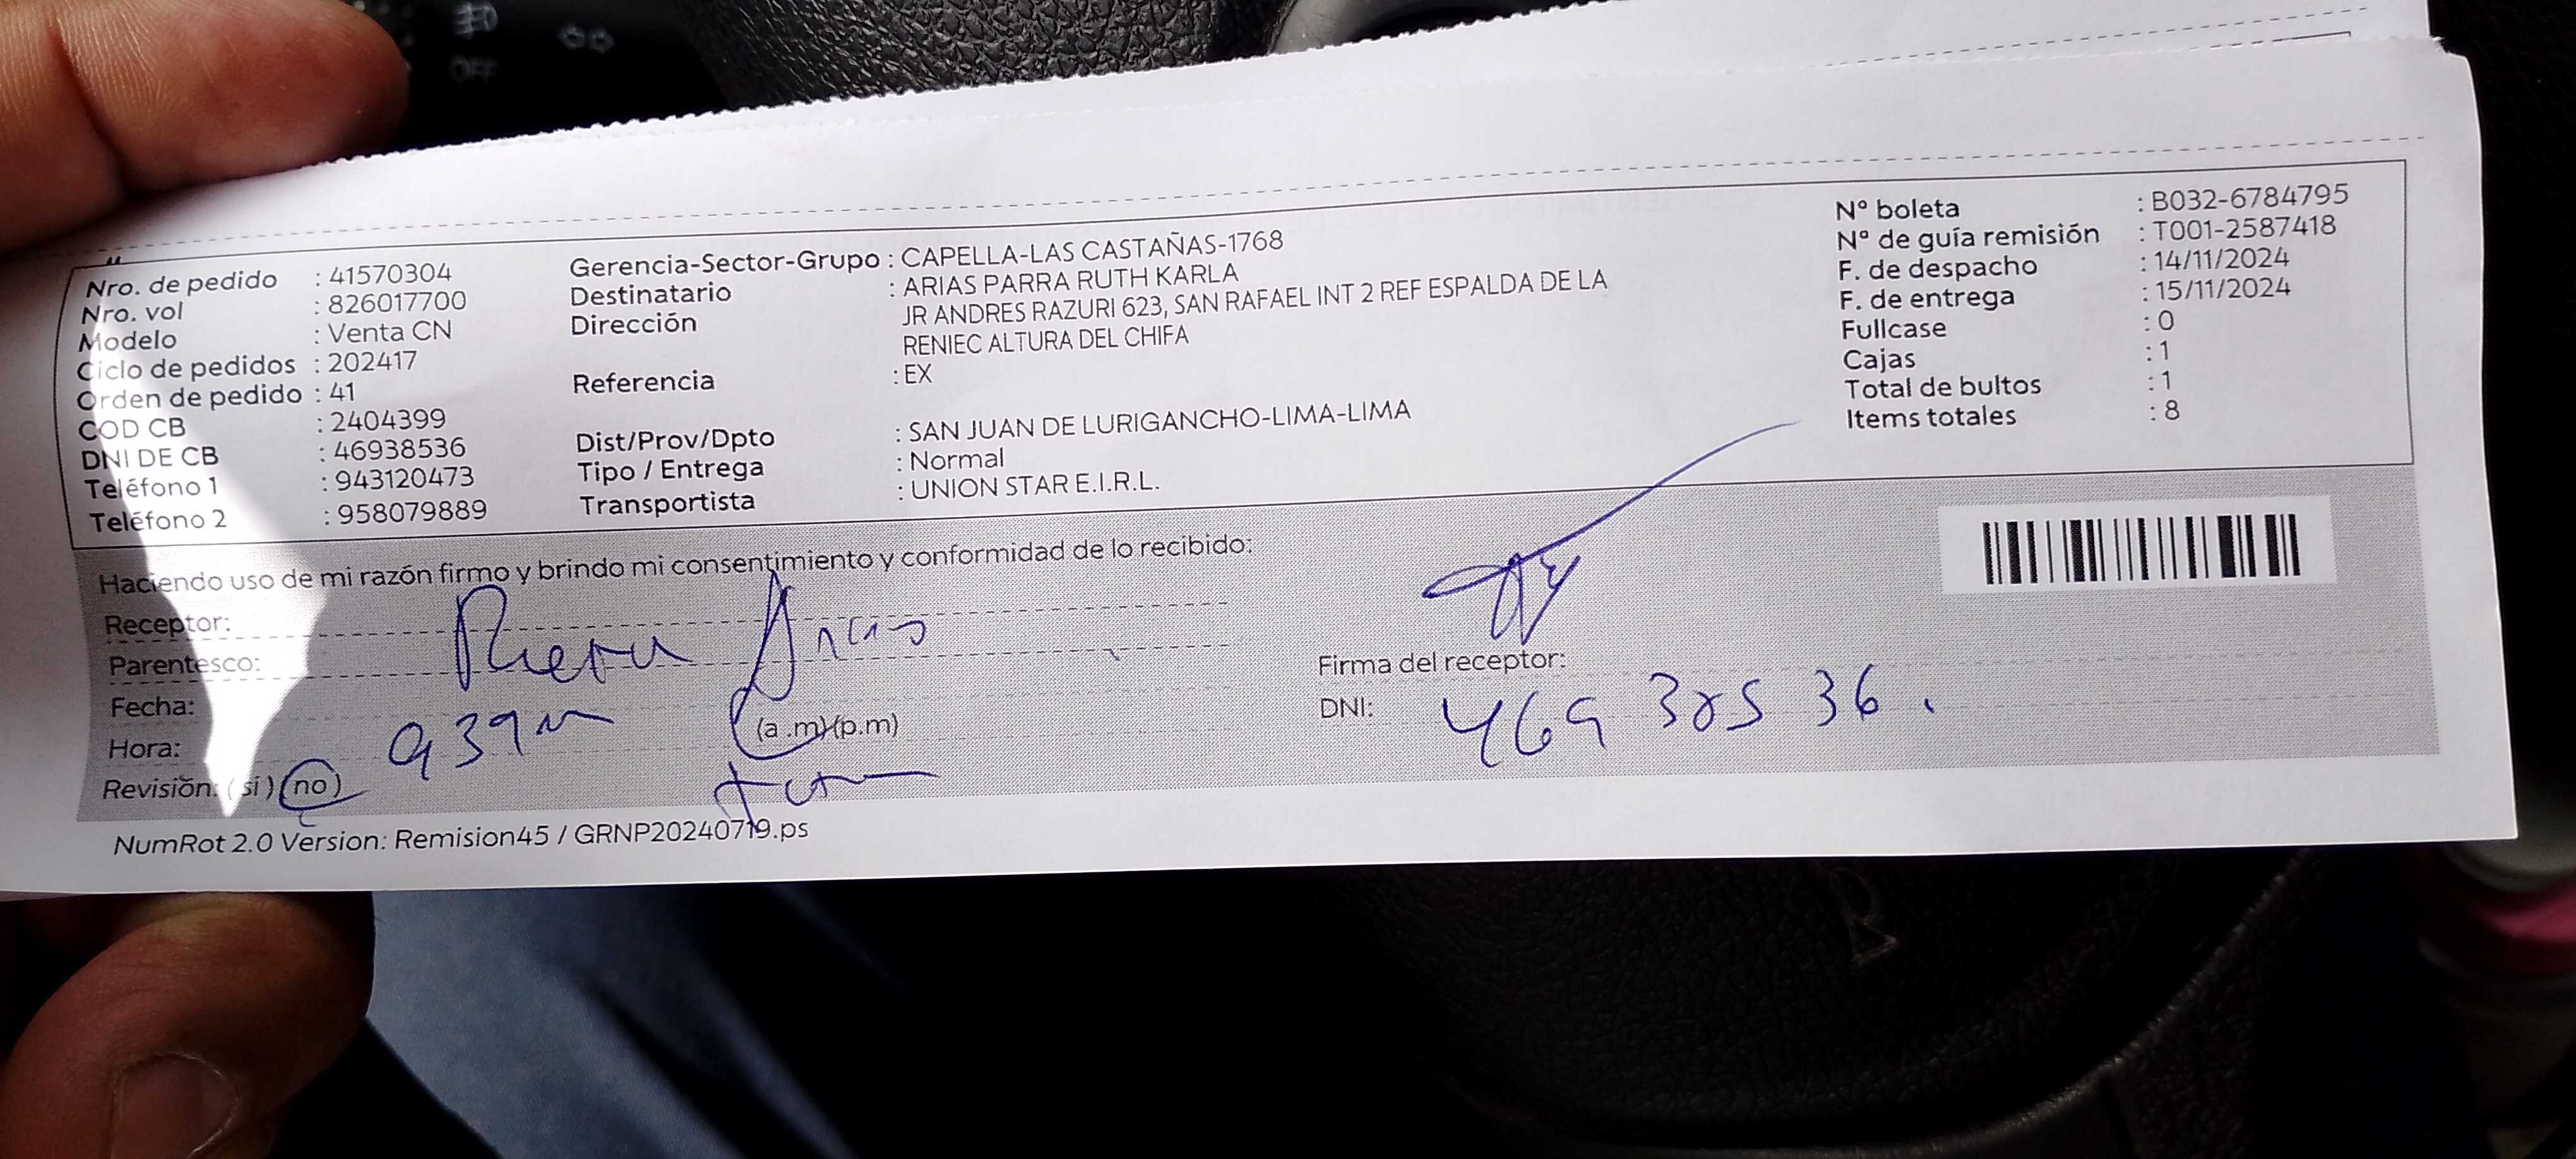 OFF
Nro. de pedido : 41570304
Nro. vol : 826017700
Modelo : Venta CN
Ciclo de pedidos : 202417
Orden de pedido : 41
COD CB : 2404399
DNI DE CB : 46938536
Teléfono 1 : 943120473
Teléfono 2 : 958079889
Gerencia-Sector-Grupo : CAPELLA-LAS CASTAÑAS-1768
Destinatario : ARIAS PARRA RUTH KARLA
Dirección JR ANDRES RAZURI 623, SAN RAFAEL INT 2 REF ESPALDA DE LA
RENIEC ALTURA DEL CHIFA
Referencia : EX
Dist/Prov/Dpto : SAN JUAN DE LURIGANCHO-LIMA-LIMA
Tipo / Entrega : Normal
Transportista : UNION STAR E.I.R.L.
Nº boleta : B032-6784795
Nº de guía remisión : T001-2587418
F. de despacho : 14/11/2024
F. de entrega : 15/11/2024
Fullcase : 0
Cajas : 1
Total de bultos : 1
Items totales : 8
Haciendo uso de mi razón firmo y brindo mi consentimiento y conformidad de lo recibido:
Receptor: Arias
Parentesco:
Fecha:
Hora: 939 (a.m)(p.m)
Revisión: (si) (no)
Firma del receptor:
DNI: 469 385 36.
NumRot 2.0 Version: Remision45 / GRNP20240719.ps